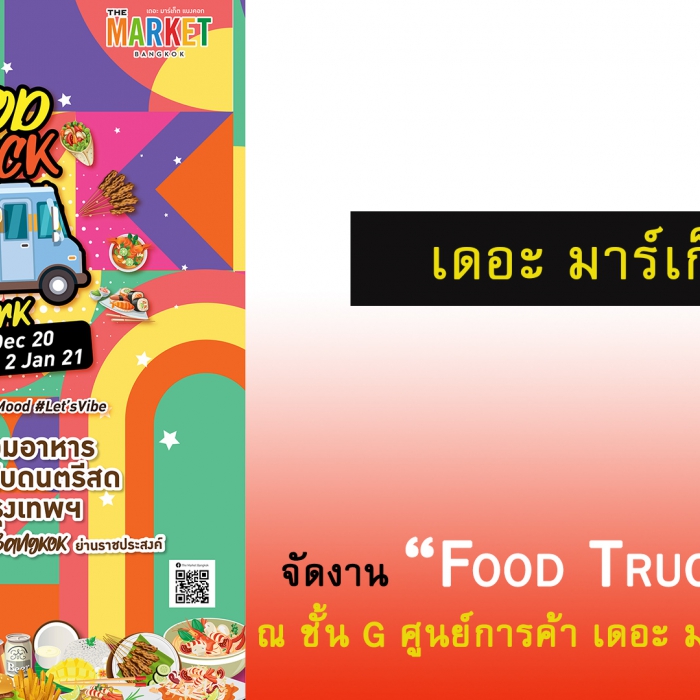 เดอะ มาร์เก็ต แบงคอก
THE
MARKET
BANGKOK
OD
CK
Dec 20
2 Jan 21
Mood #Let'sVibe
มอาหาร
บดนตรีสด
รุงเทพฯ
Bangkok ย่านราชประสงค์
Beer
เดอะ มาร์เก็
จัดงาน “FOOD TRUC
ณ ชั้น G ศูนย์การค้า เดอะ ม